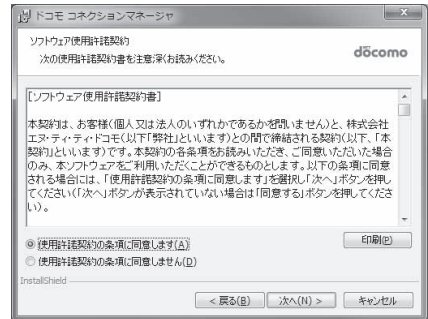 ドコモ コネクションマネージャ
ソフトウェア使用許諾契約
次の使用許諾契約書を注意深くお読みください。
döcomo
[ソフトウェア使用許諾契約書]
本契約は、お客様(個人又は法人のいずれかであるかを問いません)と、株式会社
エヌ・ティ・ティ・ドコモ(以下「弊社」といいます)との間で締結される契約(以下、「本
契約」といいます)です。本契約の各条項をお読みいただき、ご同意いただいた場合
のみ、本ソフトウェアをご利用いただくことができるものとします。以下の条項に同意
される場合には、「使用許諾契約の条項に同意します」を選択し「次へ」ボタンを押し
てください(「次へ」ボタンが表示されていない場合は「同意する」ボタンを押してくださ
い)。
使用許諾契約の条項に同意します(A)
印刷(P)
使用許諾契約の条項に同意しません(D)
InstallShield
< 戻る(B)
次へ(N) >
キャンセル